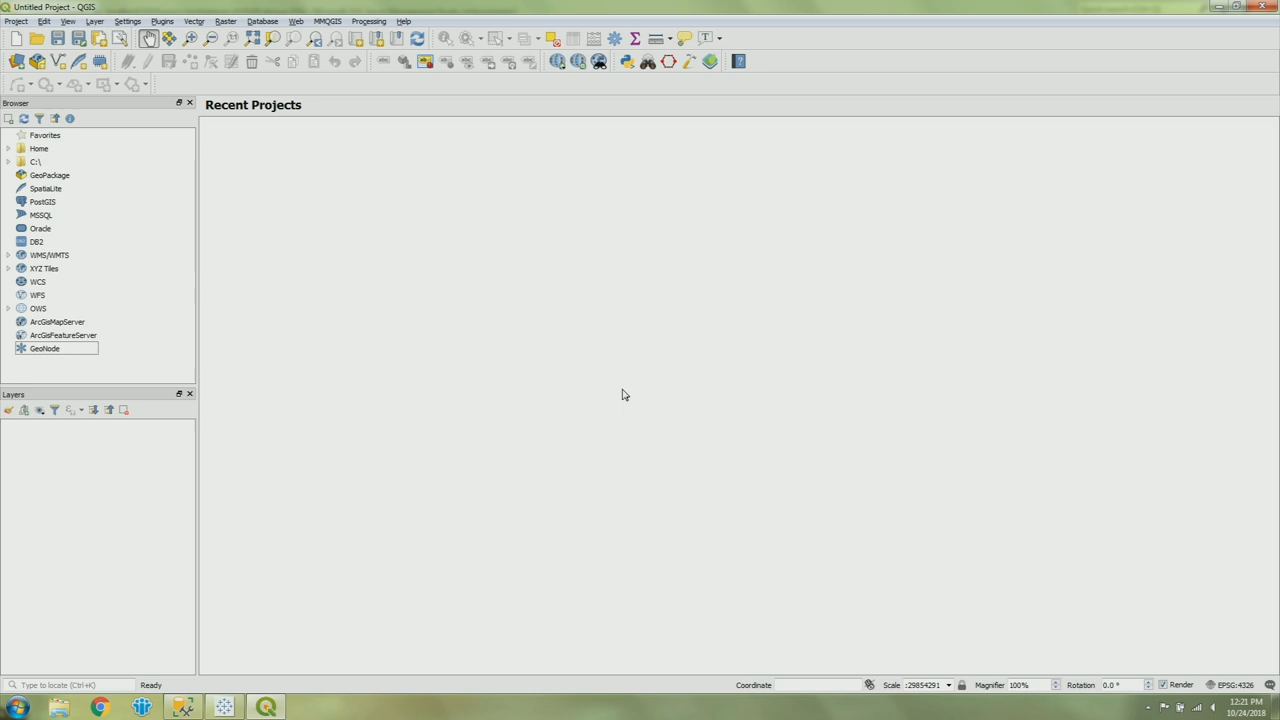 Untitled Project - QGIS
Project Edit View Layer Settings Plugins Vector Raster Database Web MMQGIS Processing Help
Browser
Recent Projects
Favorites
Home
C:\
GeoPackage
SpatiaLite
PostGIS
MSSQL
Oracle
DB2
WMS/WMTS
XYZ Tiles
WCS
WFS
OWS
ArcGisMapServer
ArcGisFeatureServer
GeoNode
Layers
Type to locate (Ctrl+K) Ready Coordinate Scale :29854291 Magnifier 100% Rotation 0.0 ° Render EPSG:4326
12:21 PM
10/24/2018